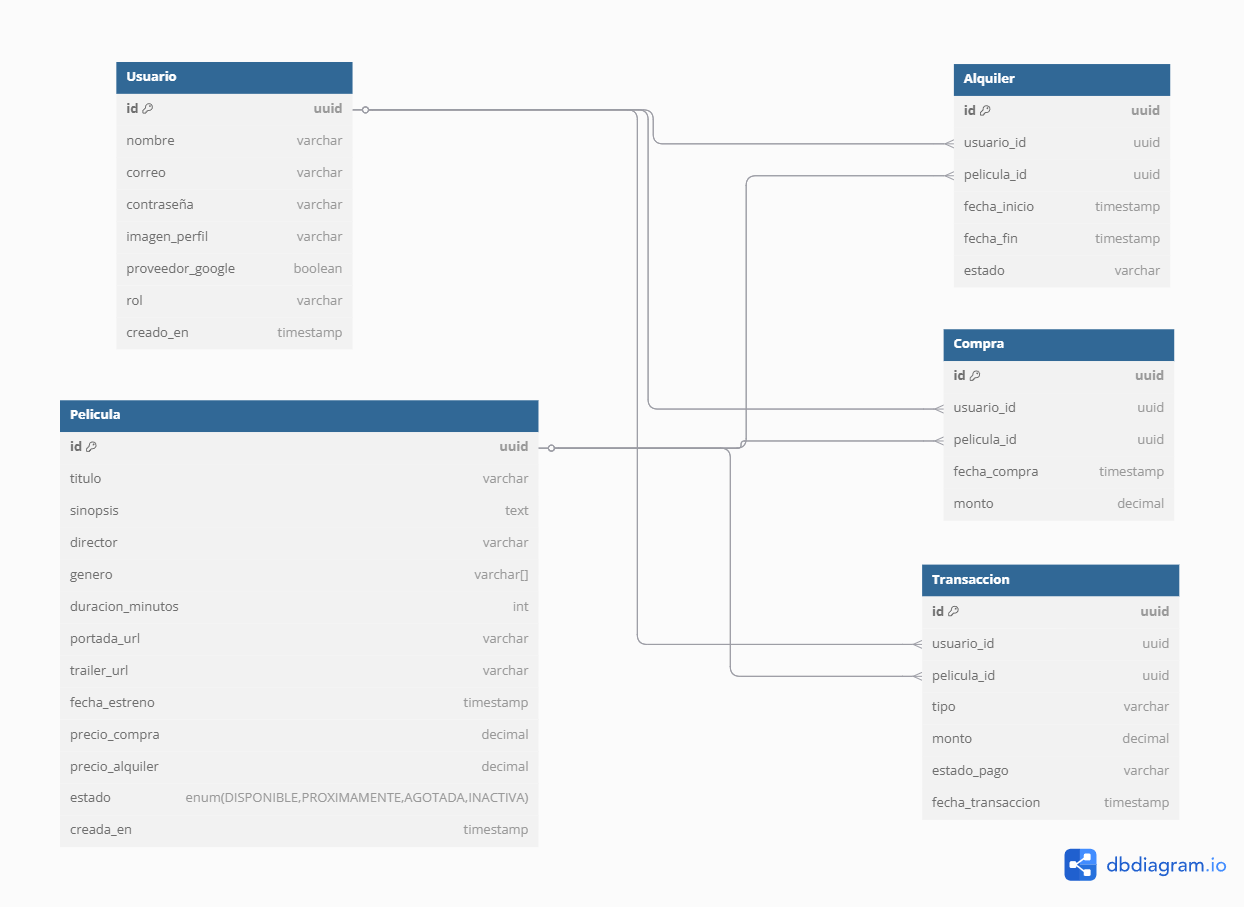 Usuario
id uuid
nombre varchar
correo varchar
contraseña varchar
imagen_perfil varchar
proveedor_google boolean
rol varchar
creado_en timestamp
Pelicula
id uuid
titulo varchar
sinopsis text
director varchar
genero varchar[]
duracion_minutos int
portada_url varchar
trailer_url varchar
fecha_estreno timestamp
precio_compra decimal
precio_alquiler decimal
estado enum(DISPONIBLE,PROXIMAMENTE,AGOTADA,INACTIVA)
creada_en timestamp
Alquiler
id uuid
usuario_id uuid
pelicula_id uuid
fecha_inicio timestamp
fecha_fin timestamp
estado varchar
Compra
id uuid
usuario_id uuid
pelicula_id uuid
fecha_compra timestamp
monto decimal
Transaccion
id uuid
usuario_id uuid
pelicula_id uuid
tipo varchar
monto decimal
estado_pago varchar
fecha_transaccion timestamp
dbdiagram.io